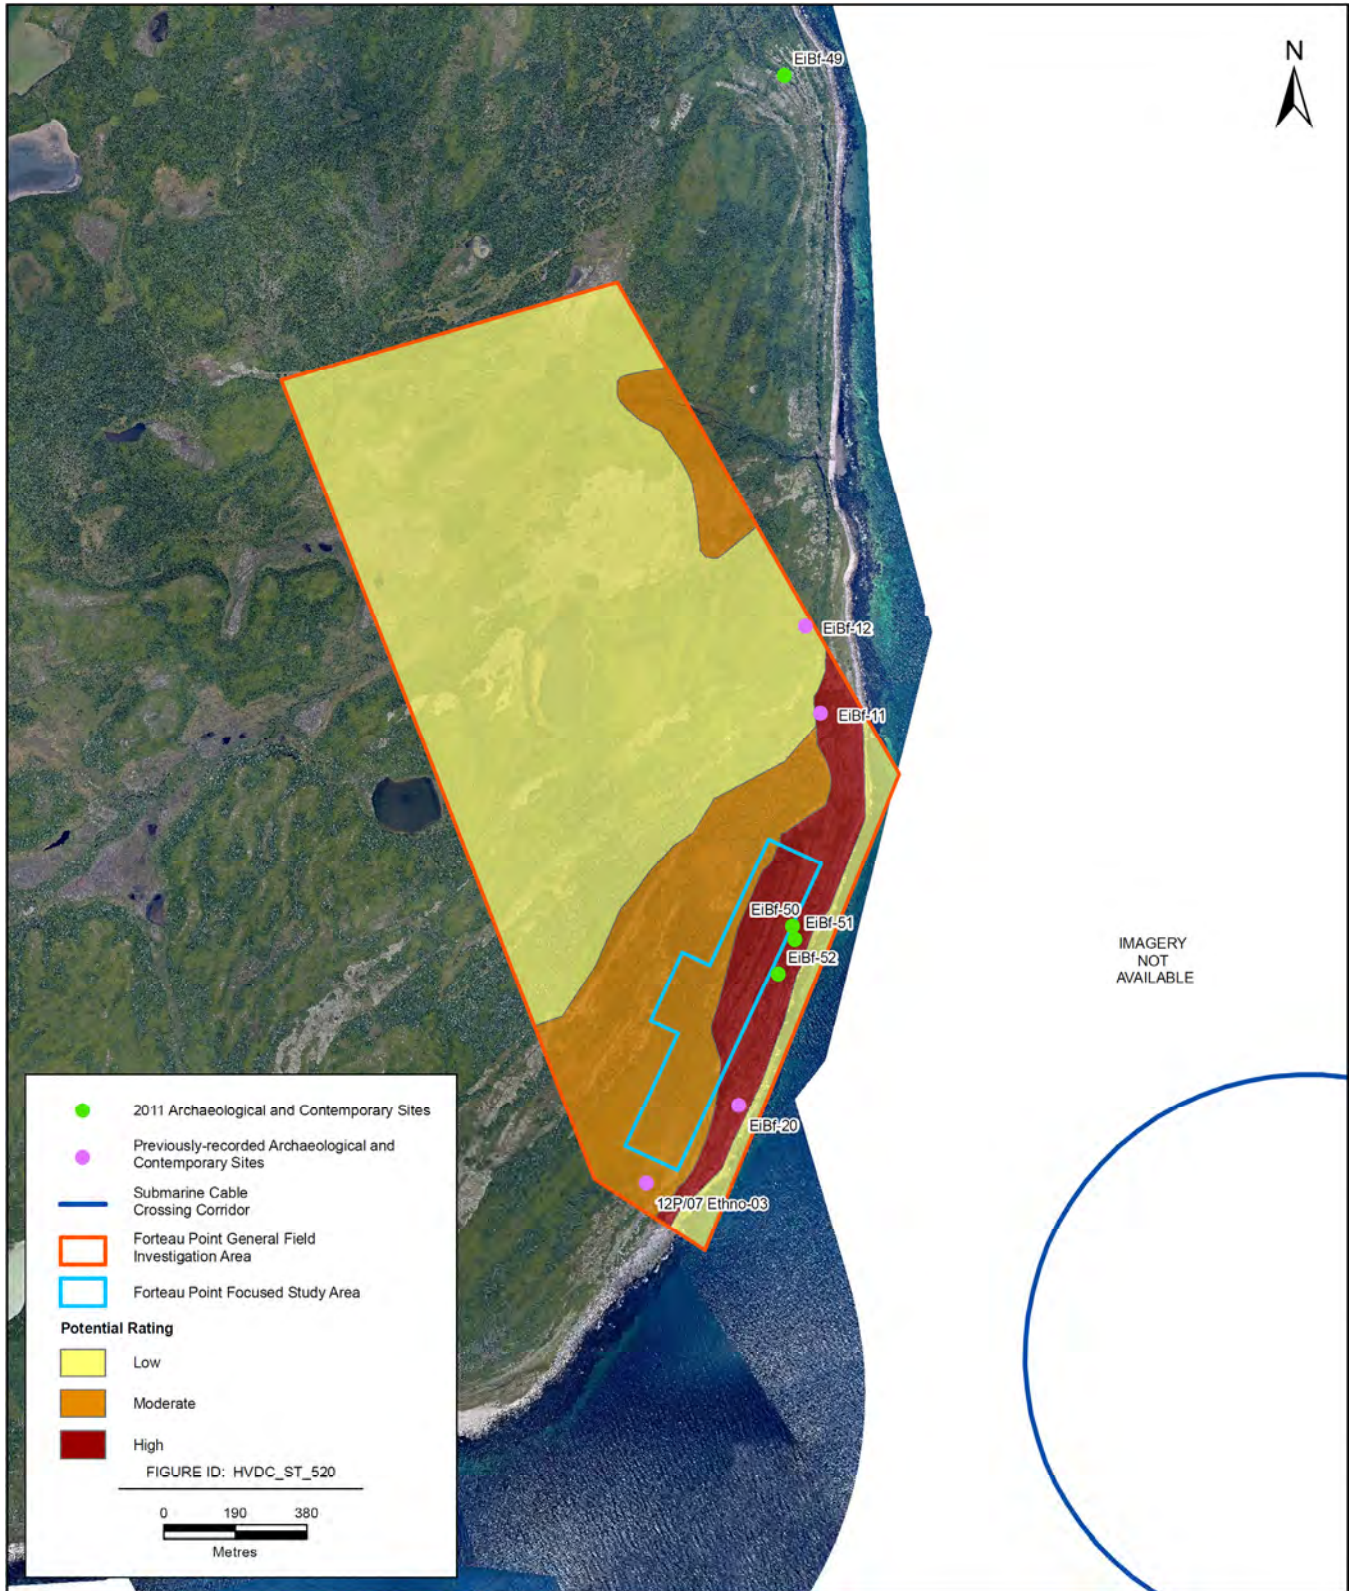 N
EiBf-49
EiBf-12
EiBf-11
EiBf-50
EiBf-51
EiBf-52
IMAGERY
NOT
AVAILABLE
EiBf-20
12P/07 Ethno-03
2011 Archaeological and Contemporary Sites
Previously-recorded Archaeological and
Contemporary Sites
Submarine Cable
Crossing Corridor
Forteau Point General Field
Investigation Area
Forteau Point Focused Study Area
Potential Rating
Low
Moderate
High
FIGURE ID: HVDC_ST_520
0 190 380
Metres